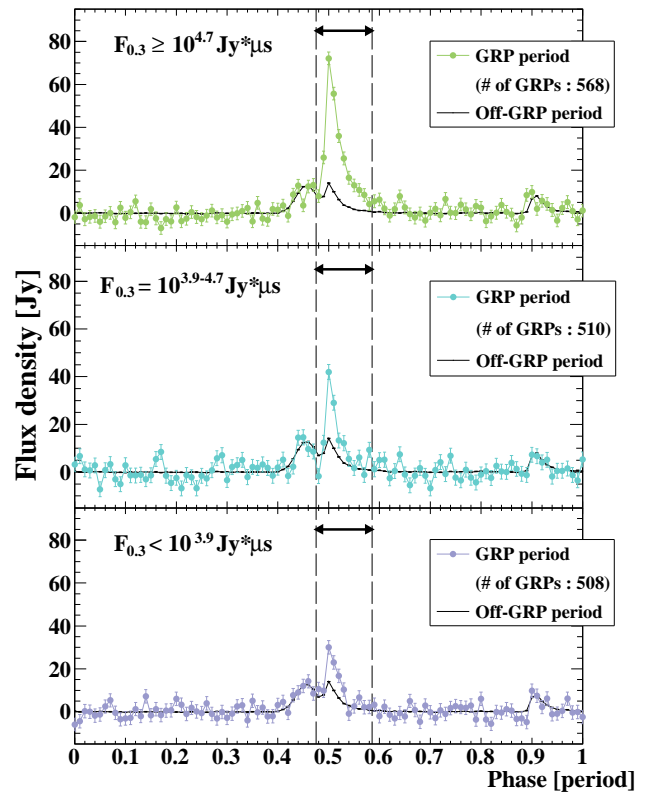 80
F0.3 ≥ 10^4.7 Jy*μs
GRP period
(# of GRPs : 568)
Off-GRP period
60
40
20
0
80
F0.3 = 10^3.9-4.7 Jy*μs
GRP period
(# of GRPs : 510)
Off-GRP period
60
40
20
0
Flux density [Jy]
80
F0.3 < 10^3.9 Jy*μs
GRP period
(# of GRPs : 508)
Off-GRP period
60
40
20
0
0 0.1 0.2 0.3 0.4 0.5 0.6 0.7 0.8 0.9 1
Phase [period]